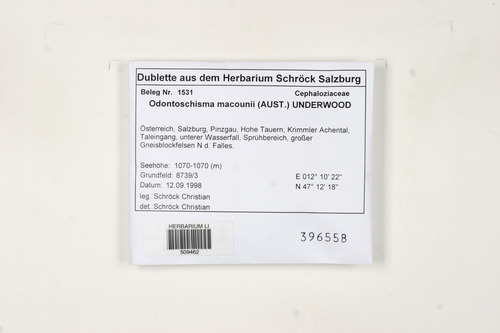 Dublette aus dem Herbarium Schröck Salzburg
Beleg Nr. 1531 Cephaloziaceae
Odontoschisma macounii (AUST.) UNDERWOOD
Österreich, Salzburg, Pinzgau, Hohe Tauern, Krimmler Achental,
Taleingang, unterer Wasserfall, Sprühbereich, großer
Gneisblockfelsen N d. Falles.
Seehöhe: 1070-1070 (m)
Grundfeld: 8739/3 E 012° 10' 22"
Datum: 12.09.1998 N 47° 12' 18"
leg.:Schröck Christian
det.:Schröck Christian
HERBARIUM LI
509462
396558